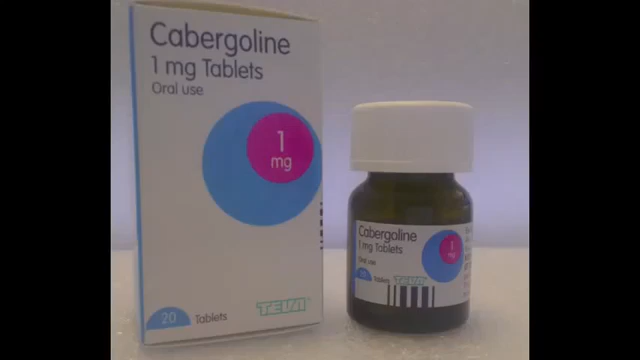 Cabergoline
1 mg Tablets
Oral use
1
mg
20 Tablets
TEVA
Cabergoline
1 mg Tablets
Oral use
1
mg
Tablets
TEVA